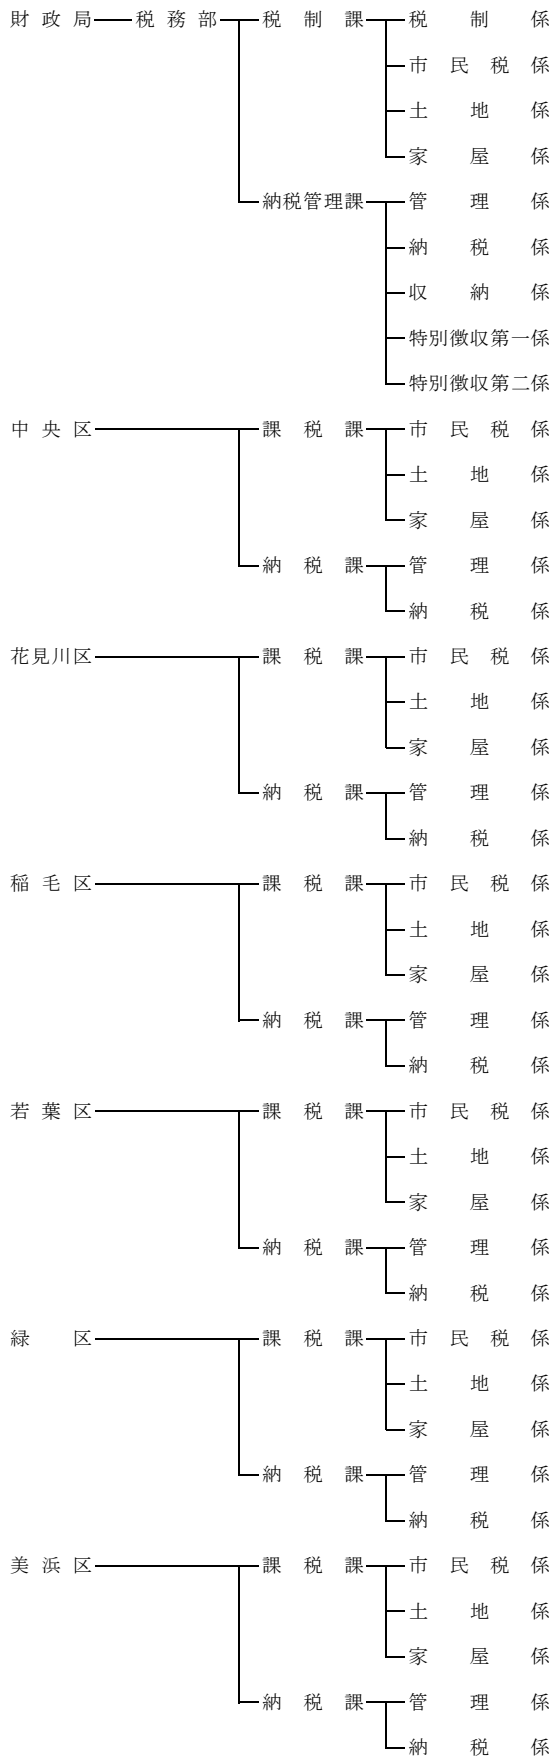 財政局 税務部 税制課 税制係
市民税係
土地係
家屋係
納税管理課 管理係
納税係
収納係
特別徴収第一係
特別徴収第二係
中央区 課税課 市民税係
土地係
家屋係
納税課 管理係
納税係
花見川区 課税課 市民税係
土地係
家屋係
納税課 管理係
納税係
稲毛区 課税課 市民税係
土地係
家屋係
納税課 管理係
納税係
若葉区 課税課 市民税係
土地係
家屋係
納税課 管理係
納税係
緑区 課税課 市民税係
土地係
家屋係
納税課 管理係
納税係
美浜区 課税課 市民税係
土地係
家屋係
納税課 管理係
納税係